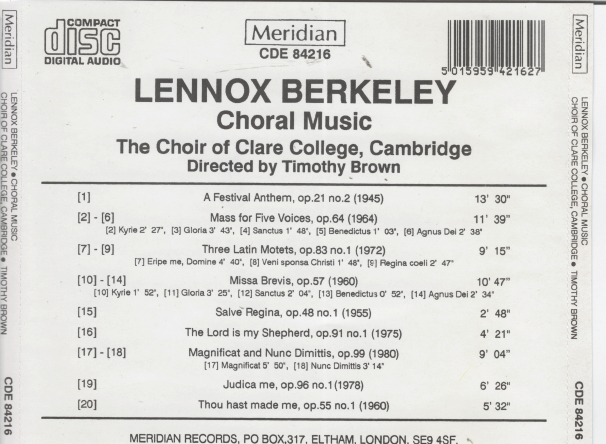 COMPACT
disc
DIGITAL AUDIO
Meridian
CDE 84216
5 015959 421627
LENNOX BERKELEY
Choral Music
The Choir of Clare College, Cambridge
Directed by Timothy Brown
[1] A Festival Anthem, op.21 no.2 (1945) 13' 30"
[2] - [6] Mass for Five Voices, op.64 (1964) 11' 39"
[2] Kyrie 2' 27", [3] Gloria 3' 43", [4] Sanctus 1' 48", [5] Benedictus 1' 03", [6] Agnus Dei 2' 38"
[7] - [9] Three Latin Motets, op.83 no.1 (1972) 9' 15"
[7] Eripe me, Domine 4' 40", [8] Veni sponsa Christi 1' 48", [9] Regina coeli 2' 47"
[10] - [14] Missa Brevis, op.57 (1960) 10' 47"
[10] Kyrie 1' 52", [11] Gloria 3' 25", [12] Sanctus 2' 04", [13] Benedictus 0' 52", [14] Agnus Dei 2' 34"
[15] Salve Regina, op.48 no.1 (1955) 2' 48"
[16] The Lord is my Shepherd, op.91 no.1 (1975) 4' 21"
[17] - [18] Magnificat and Nunc Dimittis, op.99 (1980) 9' 04"
[17] Magnificat 5' 50", [18] Nunc Dimittis 3' 14"
[19] Judica me, op.96 no.1(1978) 6' 26"
[20] Thou hast made me, op.55 no.1 (1960) 5' 32"
MERIDIAN RECORDS, PO BOX.317, ELTHAM, LONDON, SE9 4SF.
Meridian
LENNOX BERKELEY ● CHORAL MUSIC
CHOIR OF CLARE COLLEGE, CAMBRIDGE ● TIMOTHY BROWN
CDE 84216
Meridian
LENNOX BERKELEY ● CHORAL MUSIC
CHOIR OF CLARE COLLEGE, CAMBRIDGE ● TIMOTHY BROWN
CDE 84216